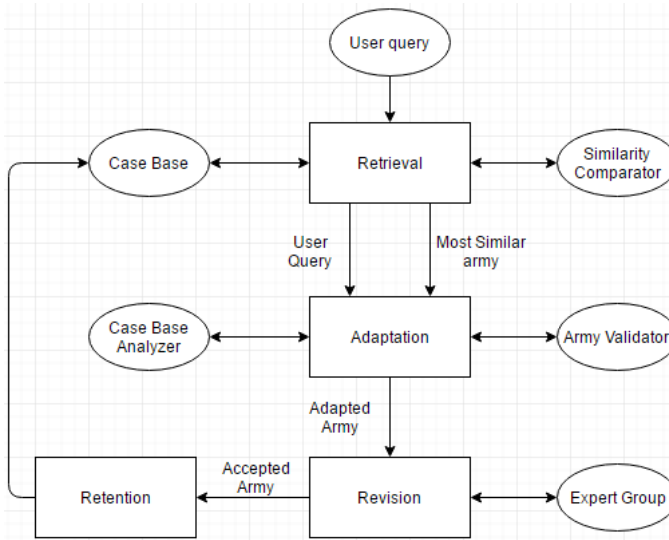 User query
Case Base
Retrieval
Similarity
Comparator
User
Query
Most Similar
army
Case Base
Analyzer
Adaptation
Army Validator
Adapted
Army
Retention
Accepted
Army
Revision
Expert Group